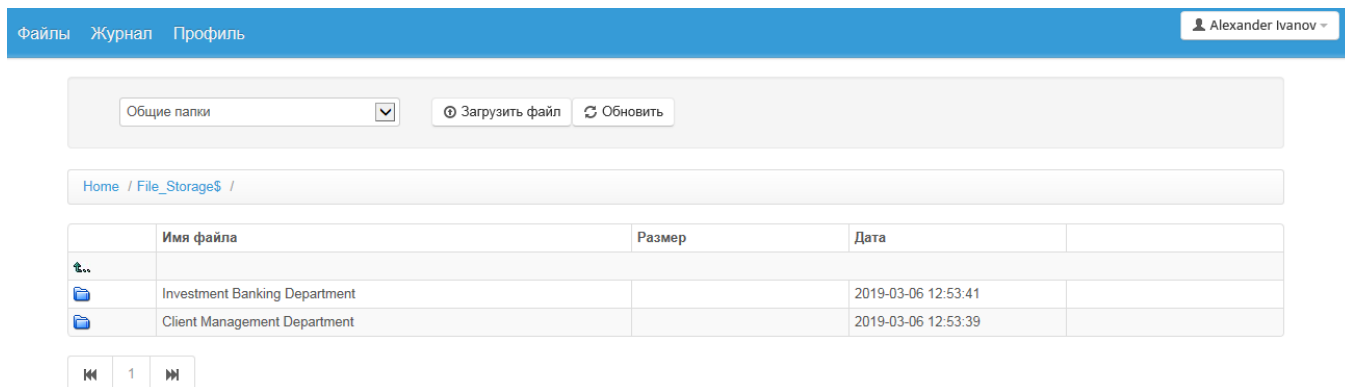 Файлы Журнал Профиль Alexander Ivanov
Общие папки Загрузить файл Обновить
Home / File_Storage$ /
Имя файла Размер Дата
..
Investment Banking Department 2019-03-06 12:53:41
Client Management Department 2019-03-06 12:53:39
1